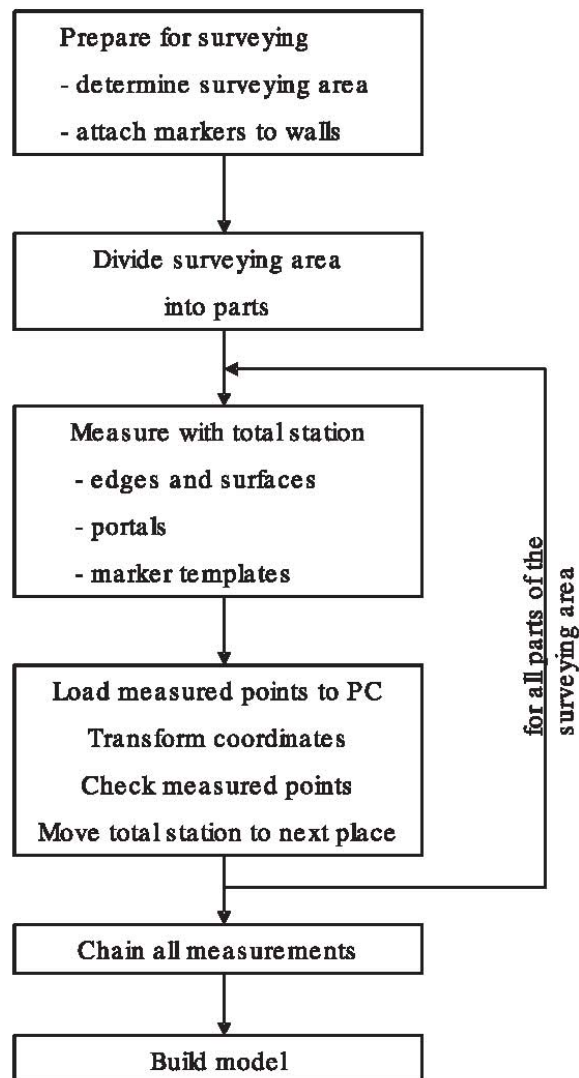 Prepare for surveying
- determine surveying area
- attach markers to walls
Divide surveying area
into parts
Measure with total station
- edges and surfaces
- portals
- marker templates
for all parts of the
surveying area
Load measured points to PC
Transform coordinates
Check measured points
Move total station to next place
Chain all measurements
Build model